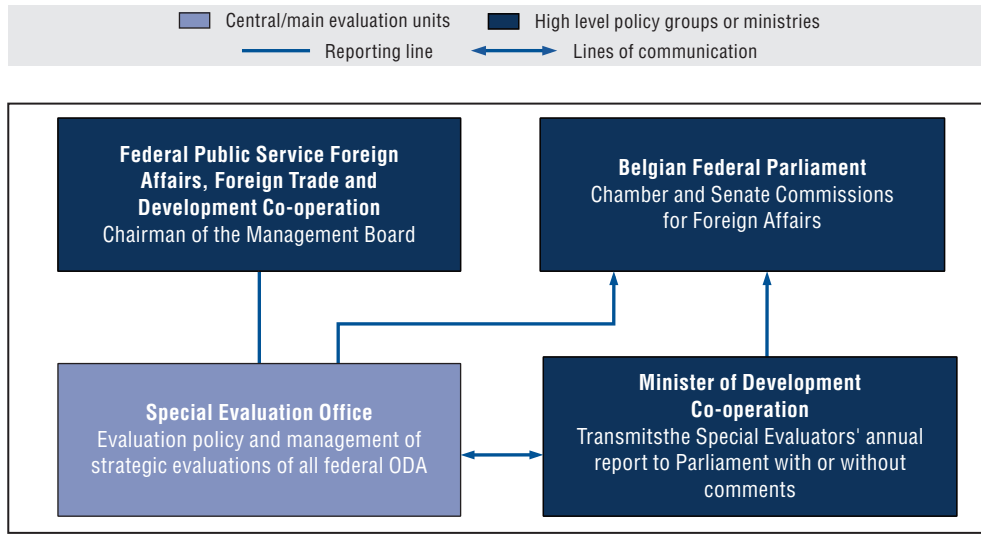 Central/main evaluation units
High level policy groups or ministries
Reporting line
Lines of communication
Federal Public Service Foreign
Affairs, Foreign Trade and
Development Co-operation
Chairman of the Management Board
Belgian Federal Parliament
Chamber and Senate Commissions
for Foreign Affairs
Special Evaluation Office
Evaluation policy and management of
strategic evaluations of all federal ODA
Minister of Development
Co-operation
Transmitsthe Special Evaluators' annual
report to Parliament with or without
comments